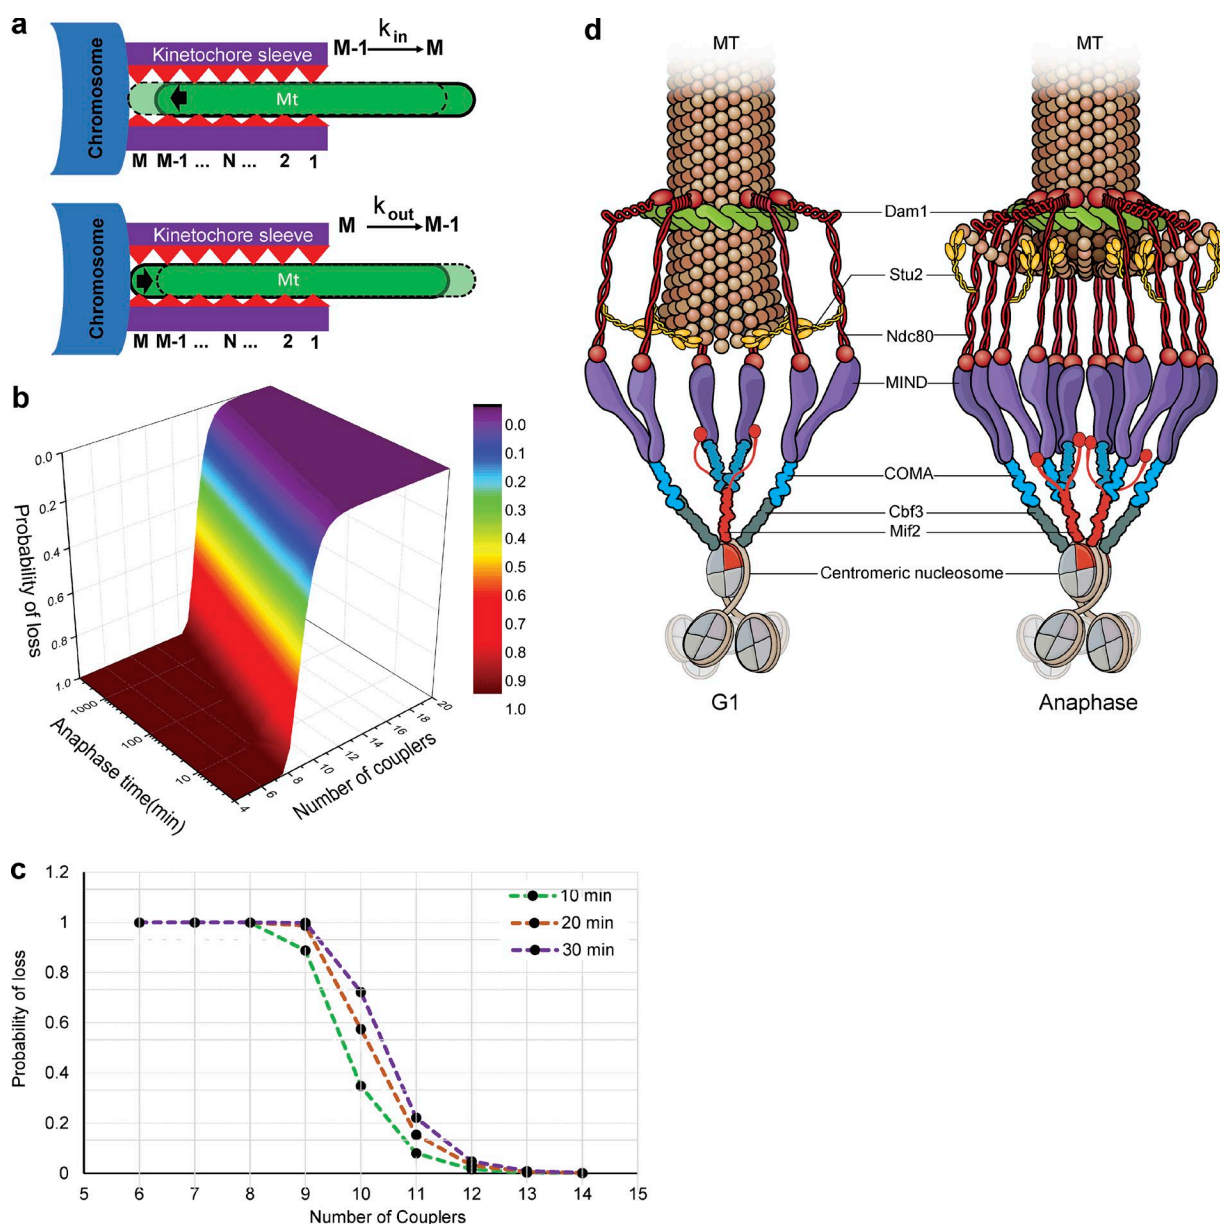 a
Chromosome
Kinetochore sleeve
Mt
M M-1 ... N ... 2 1
M-1 k in M
Chromosome
Kinetochore sleeve
Mt
M M-1 ... N ... 2 1
M k out M-1
b
Probability of loss
0.0
0.2
0.4
0.6
0.8
1.0
Anaphase time(min)
1000
100
10
Number of couplers
4
6
8
10
12
14
16
18
20
0.0
0.1
0.2
0.3
0.4
0.5
0.6
0.7
0.8
0.9
1.0
c
Probability of loss
1.2
1
0.8
0.6
0.4
0.2
0
5 6 7 8 9 10 11 12 13 14 15
Number of Couplers
10 min
20 min
30 min
d
MT
MT
Dam1
Stu2
Ndc80
MIND
COMA
Cbf3
Mif2
Centromeric nucleosome
G1
Anaphase